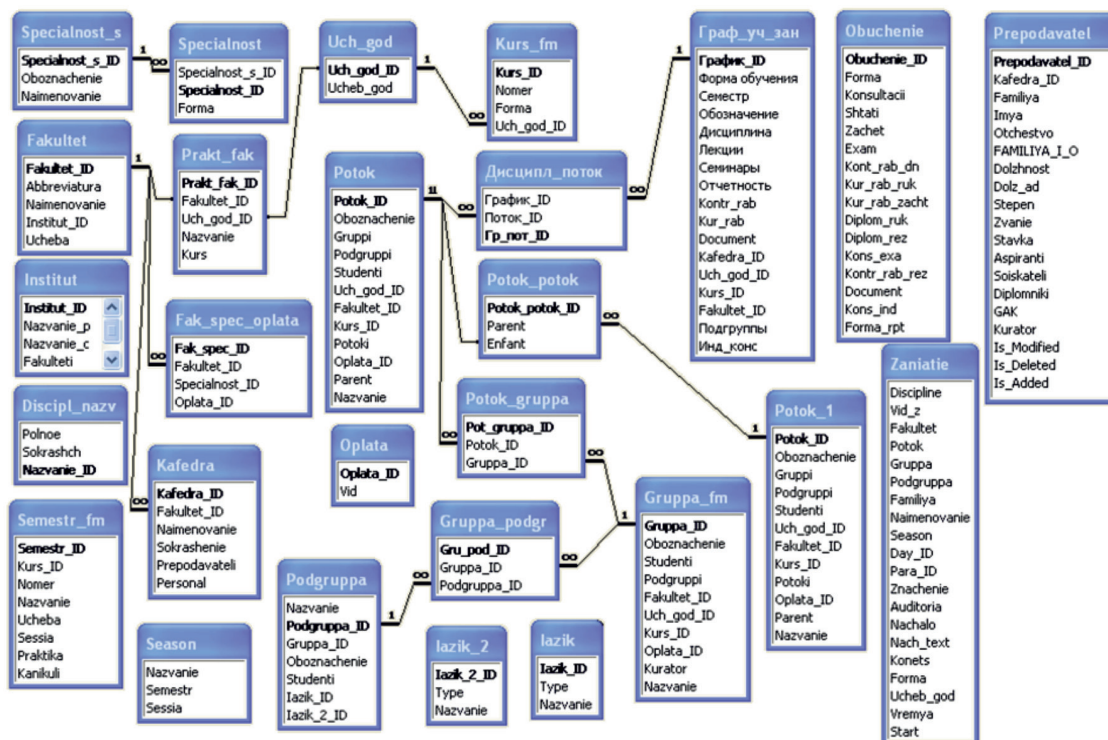 Specialnost_s
Specialnost_s_ID
Oboznachenie
Naimenovanie
Specialnost
Specialnost_s_ID
Specialnost_ID
Forma
Uch_god
Uch_god_ID
Ucheb_god
Kurs_fm
Kurs_ID
Nomer
Forma
Uch_god_ID
Граф_уч_зан
График_ID
Форма обучения
Семестр
Обозначение
Дисциплина
Лекции
Семинары
Отчетность
Kontr_rab
Kur_rab
Document
Kafedra_ID
Uch_god_ID
Kurs_ID
Fakultet_ID
Подгруппы
Инд_конс
Obuchenie
Obuchenie_ID
Forma
Konsultacii
Shtati
Zachet
Exam
Kont_rab_dn
Kur_rab_ruk
Kur_rab_zacht
Diplom_ruk
Diplom_rez
Kons_exa
Kontr_rab_rez
Document
Kons_ind
Forma_rpt
Prepodavatel
Prepodavatel_ID
Kafedra_ID
Familiya
Imya
Otchestvo
FAMILIYA_I_O
Dolzhnost
Dolz_ad
Stepen
Zvanie
Stavka
Aspiranti
Soiskateli
Diplomniki
GAK
Kurator
Is_Modified
Is_Deleted
Is_Added
Fakultet
Fakultet_ID
Abbreviatura
Naimenovanie
Institut_ID
Ucheba
Prakt_fak
Prakt_fak_ID
Fakultet_ID
Uch_god_ID
Nazvanie
Kurs
Potok
Potok_ID
Oboznachenie
Gruppi
Podgruppi
Studenti
Uch_god_ID
Fakultet_ID
Kurs_ID
Potoki
Oplata_ID
Parent
Nazvanie
Дисципл_поток
График_ID
Поток_ID
Гр_пот_ID
Institut
Institut_ID
Nazvanie_p
Nazvanie_c
Fakulteti
Fak_spec_oplata
Fak_spec_ID
Fakultet_ID
Specialnost_ID
Oplata_ID
Potok_potok
Potok_potok_ID
Parent
Enfant
Discipl_nazv
Polnoe
Sokrashch
Nazvanie_ID
Kafedra
Kafedra_ID
Fakultet_ID
Naimenovanie
Sokrashenie
Prepodavateli
Personal
Oplata
Oplata_ID
Vid
Potok_gruppa
Pot_gruppa_ID
Potok_ID
Gruppa_ID
Potok_1
Potok_ID
Oboznachenie
Gruppi
Podgruppi
Studenti
Uch_god_ID
Fakultet_ID
Kurs_ID
Potoki
Oplata_ID
Parent
Nazvanie
Zaniatie
Discipline
Vid_z
Fakultet
Potok
Gruppa
Podgruppa
Familiya
Naimenovanie
Season
Day_ID
Para_ID
Znachenie
Auditoria
Nachalo
Nach_text
Konets
Forma
Ucheb_god
Vremya
Start
Semestr_fm
Semestr_ID
Kurs_ID
Nomer
Nazvanie
Ucheba
Sessia
Praktika
Kanikuli
Season
Nazvanie
Semestr
Sessia
Podgruppa
Nazvanie
Podgruppa_ID
Gruppa_ID
Oboznachenie
Studenti
Iazik_ID
Iazik_2_ID
Gruppa_podgr
Gru_pod_ID
Gruppa_ID
Podgruppa_ID
Iazik_2
Iazik_2_ID
Type
Nazvanie
Iazik
Iazik_ID
Type
Nazvanie
Gruppa_fm
Gruppa_ID
Oboznachenie
Studenti
Podgruppi
Fakultet_ID
Uch_god_ID
Kurs_ID
Oplata_ID
Kurator
Nazvanie